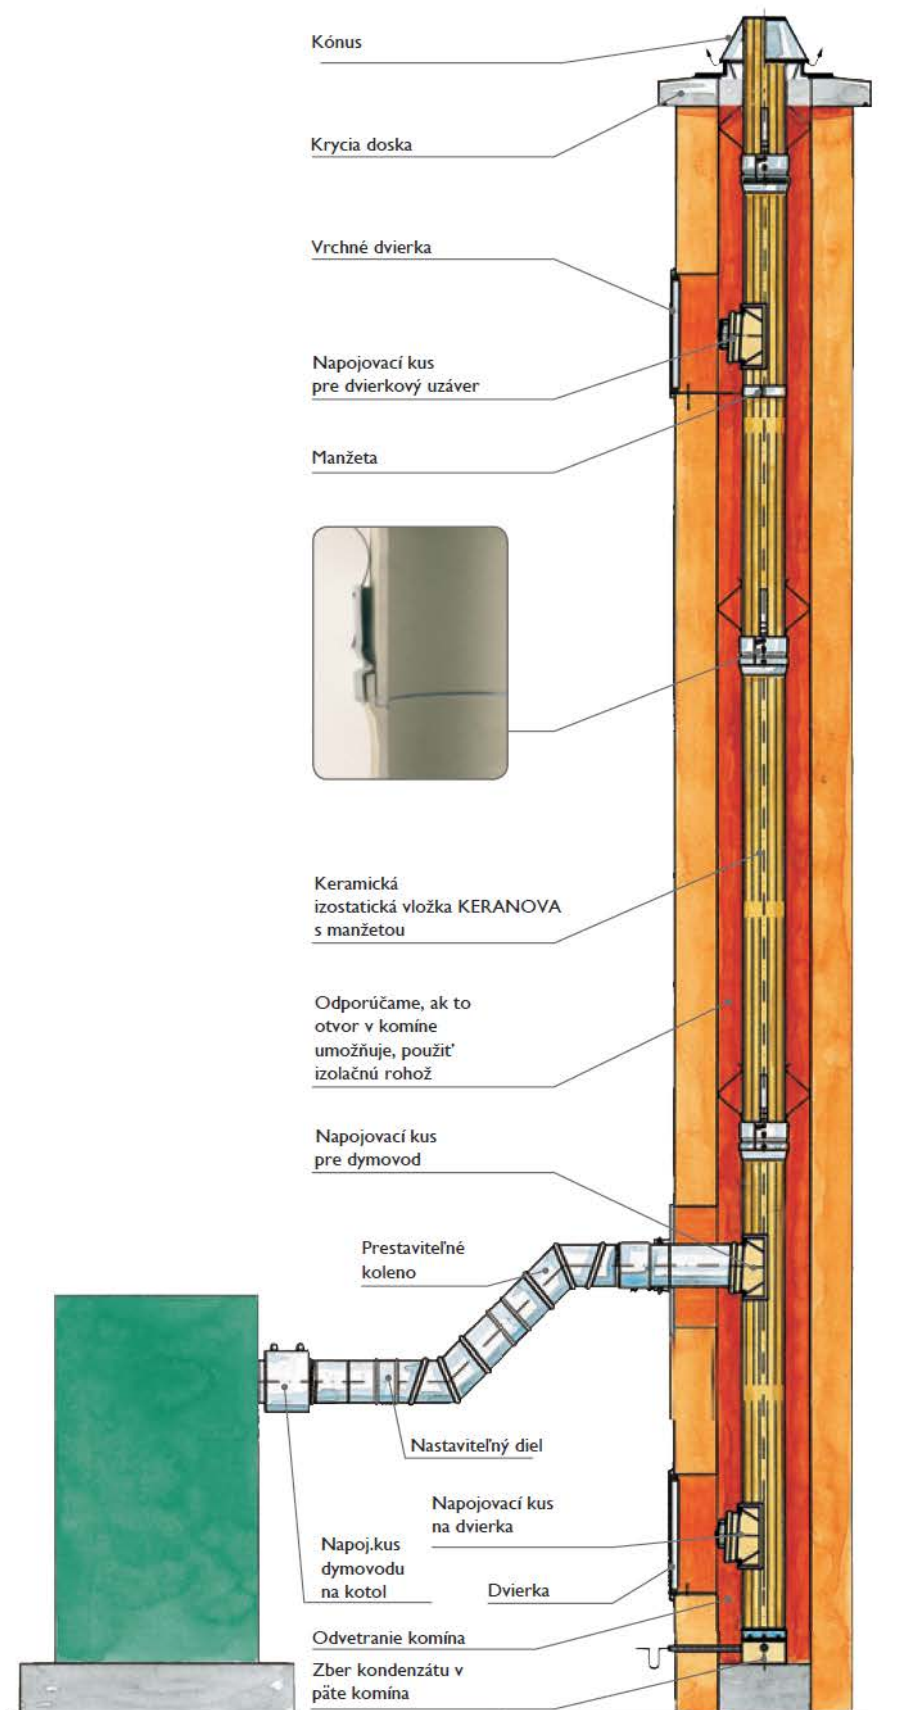 Kónus
Krycia doska
Vrchné dvierka
Napojovací kus
pre dvierkový uzáver
Manžeta
Keramická
izostatická vložka KERANOVA
s manžetou
Odporúčame, ak to
otvor v komíne
umožňuje, použiť
izolačnú rohož
Napojovací kus
pre dymovod
Prestaviteľné
koleno
Nastaviteľný diel
Napojovací kus
na dvierka
Napoj.kus
dymovodu
na kotol
Dvierka
Odvetranie komína
Zber kondenzátu v
päte komína